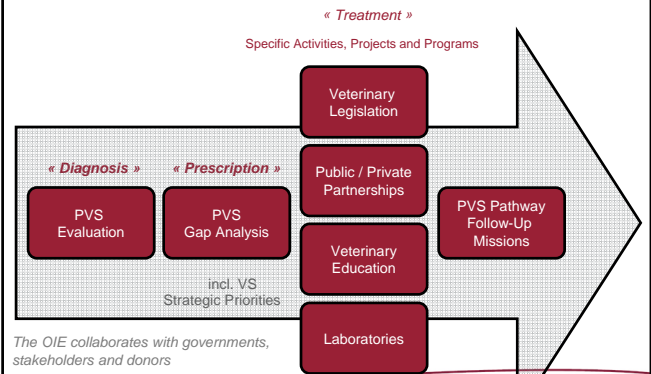 « Treatment »
Specific Activities, Projects and Programs
Veterinary
Legislation
« Diagnosis »
« Prescription »
Public / Private
Partnerships
PVS
Evaluation
PVS
Gap Analysis
PVS Pathway
Follow-Up
Missions
Veterinary
Education
incl. VS
Strategic Priorities
Laboratories
The OIE collaborates with governments,
stakeholders and donors